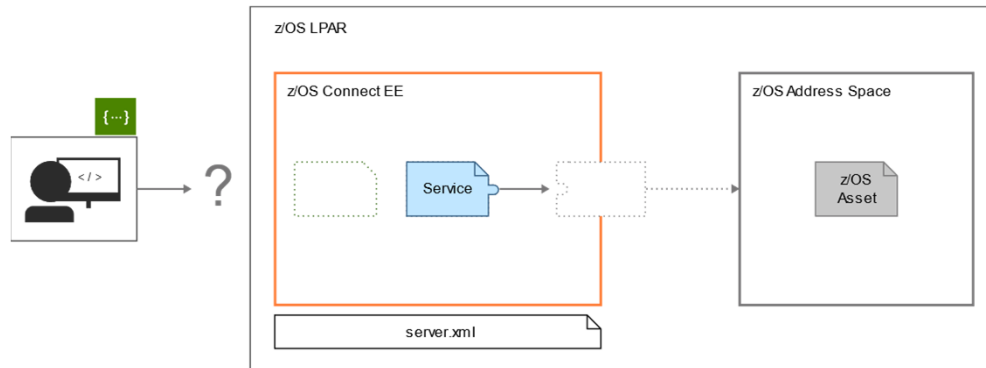 z/OS LPAR
z/OS Connect EE
z/OS Address Space
{...}
</>
?
Service
z/OS
Asset
server.xml